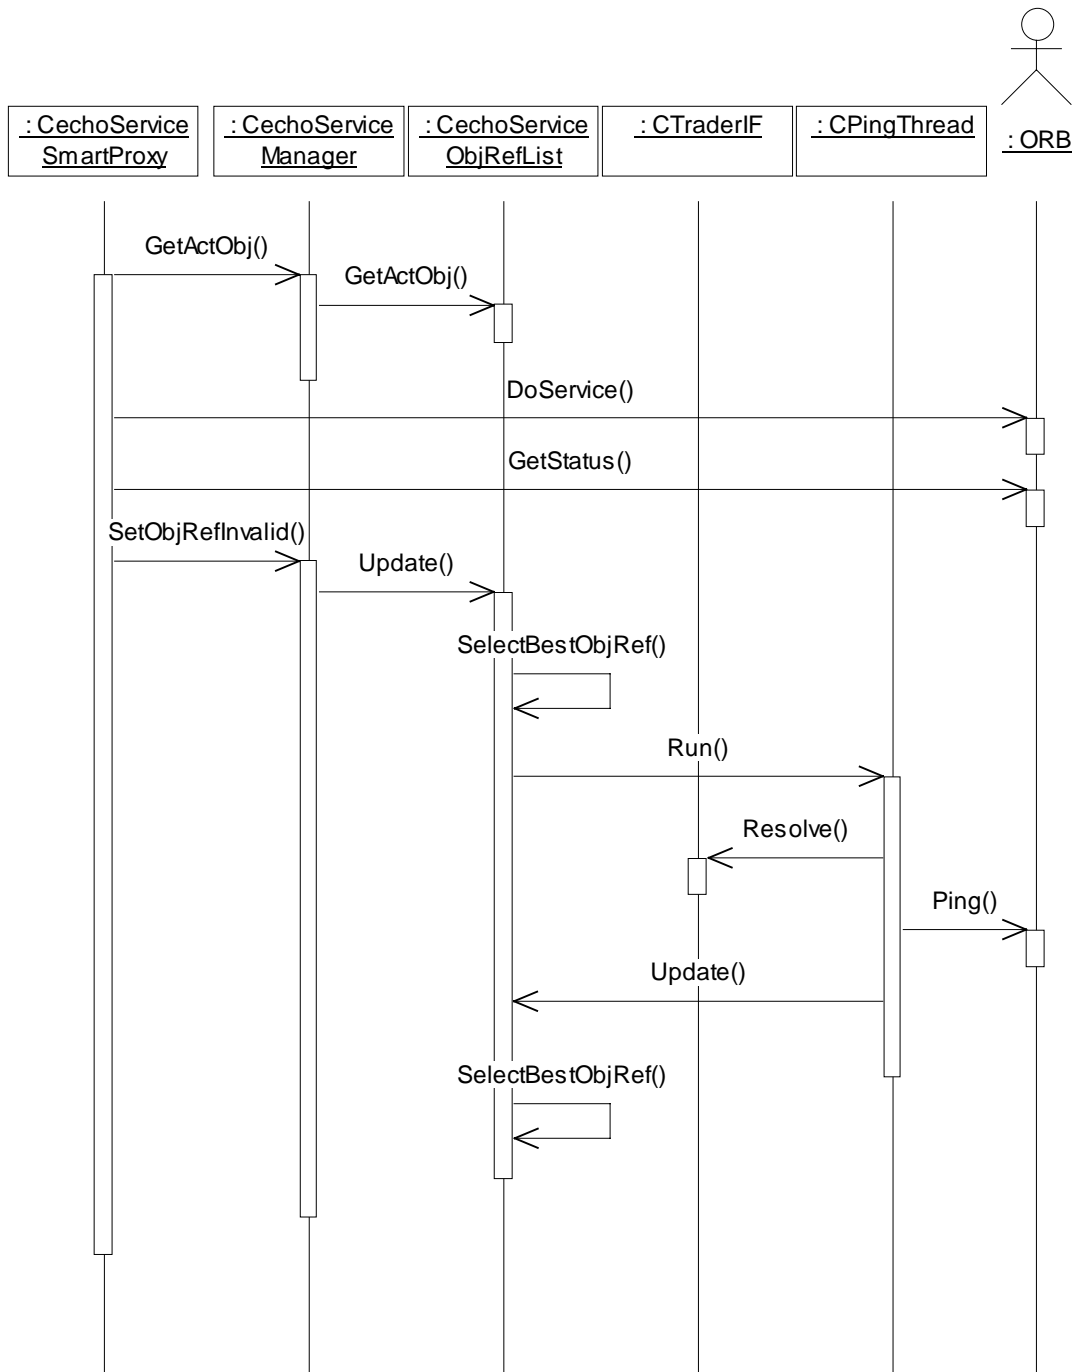 : CechoService
SmartProxy
: CechoService
Manager
: CechoService
ObjRefList
: CTraderIF
: CPingThread
: ORB
GetActObj()
GetActObj()
DoService()
GetStatus()
SetObjRefInvalid()
Update()
SelectBestObjRef()
Run()
Resolve()
Ping()
Update()
SelectBestObjRef()